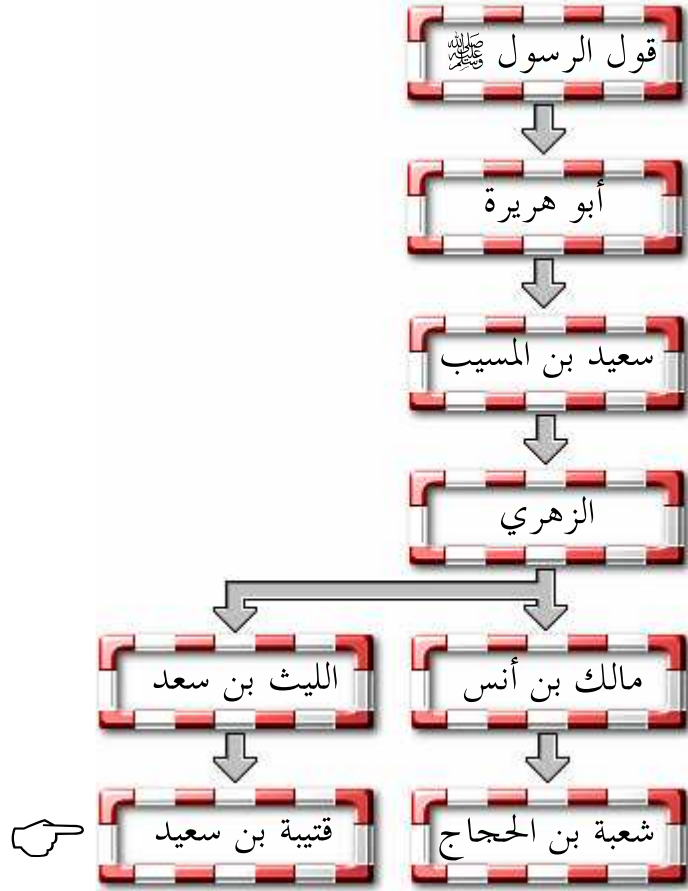 قول الرسول ﷺ
أبو هريرة
سعيد بن المسيب
الزهري
مالك بن أنس
الليث بن سعد
شعبة بن الحجاج
قتيبة بن سعيد